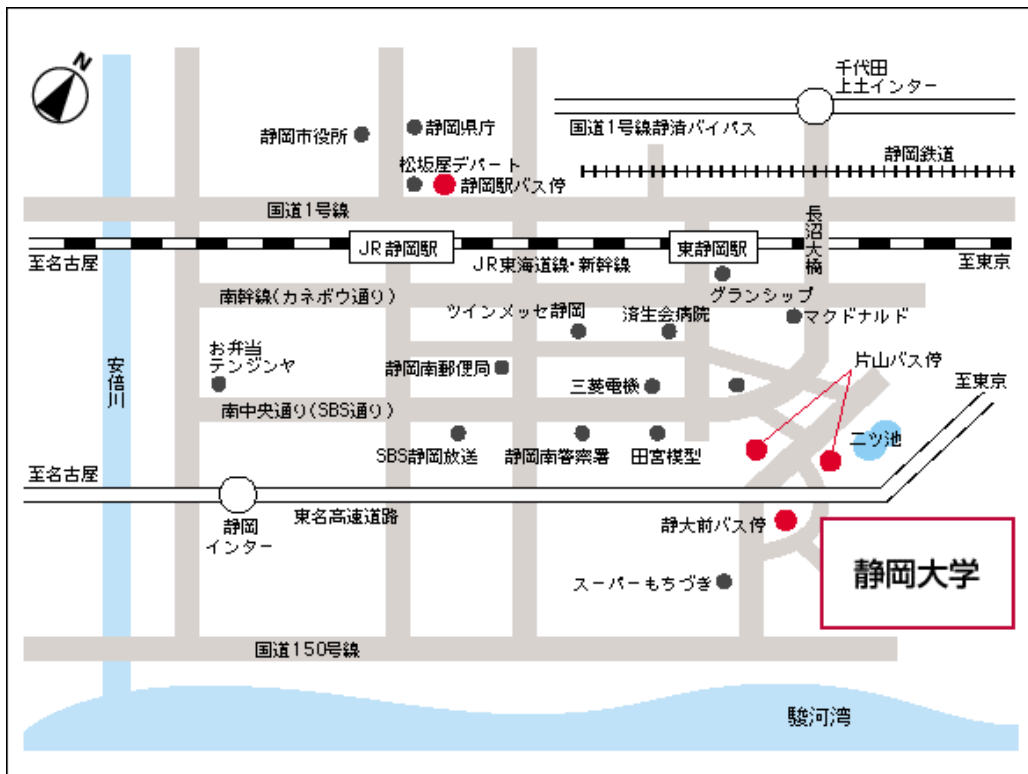 N
千代田
上土インター
静岡市役所
静岡県庁
国道1号線静清バイパス
静岡鉄道
松坂屋デパート
静岡駅バス停
国道1号線
長沼大橋
JR静岡駅
東静岡駅
至名古屋
JR東海道線・新幹線
至東京
南幹線(カネボウ通り)
グランシップ
ツインメッセ静岡
済生会病院
マクドナルド
お弁当
テンジンヤ
安倍川
静岡南郵便局
三菱電機
片山バス停
至東京
南中央通り(SBS通り)
二ツ池
SBS静岡放送
静岡南警察署
田宮模型
至名古屋
東名高速道路
静岡
インター
静大前バス停
静岡大学
スーパーもちづき
国道150号線
駿河湾